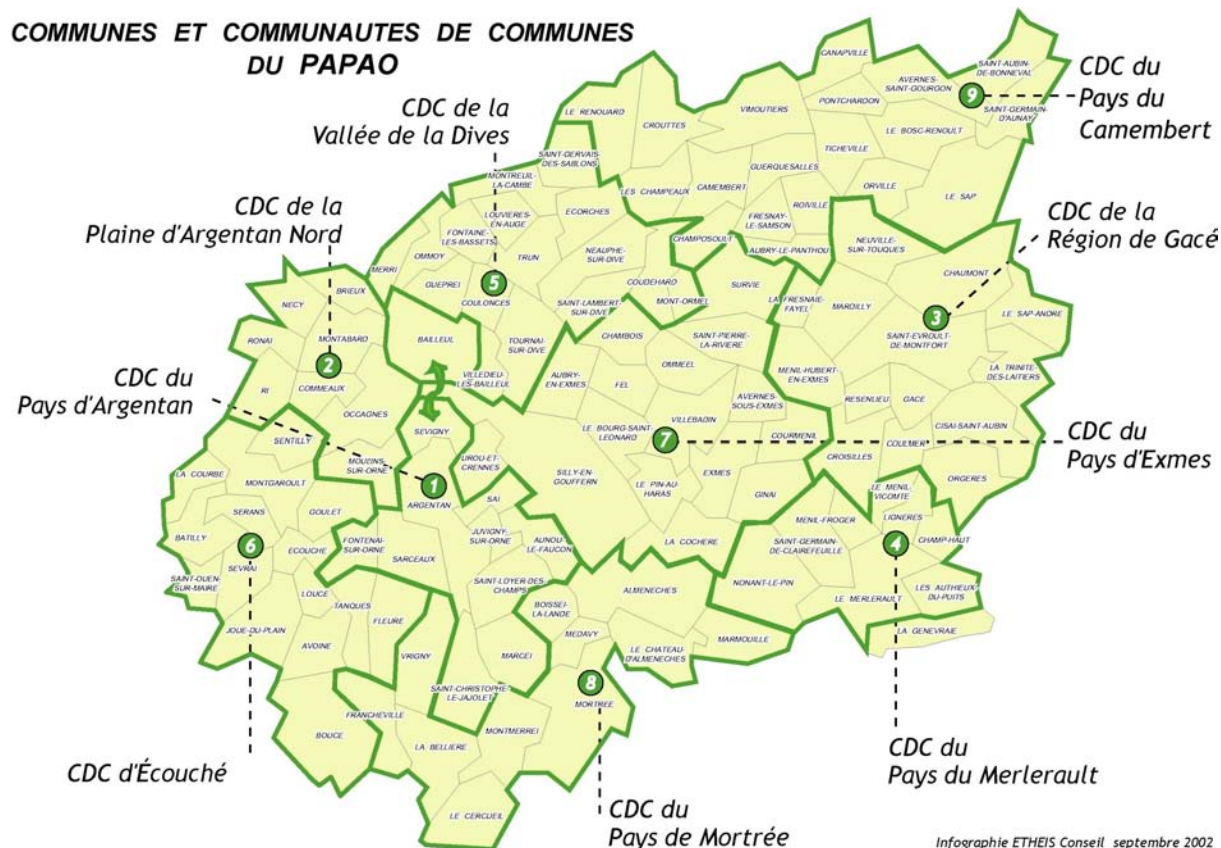 COMMUNES ET COMMUNAUTES DE COMMUNES
DU PAPAO
CDC du
Pays du
Camembert
CDC de la
Vallée de la Dives
CDC de la
Plaine d'Argentan Nord
CDC de la
Région de Gacé
CDC du
Pays d'Argentan
CDC du
Pays d'Exmes
CDC d'Écouché
CDC du
Pays du Merlerault
CDC du
Pays de Mortrée
CANAPVILLE
SAINT-AUBIN-
DE-BONNEVAL
AVERNES-
SAINT-GOURGON
9
LE RENOUARD
VIMOUTIERS
PONTCHARDON
SAINT-GERMAIN-
D'AUNAY
CROUTTES
LE BOSC-RENOULT
TICHEVILLE
SAINT-GERVAIS-
DES-SABLONS
GUERQUESALLES
MONTREUIL-
LA-CAMBE
LES CHAMPEAUX
CAMEMBERT
ORVILLE
LE SAP
ROIVILLE
LOUVIERES-
EN-AUGE
ECORCHES
FRESNAY-
LE-SAMSON
FONTAINE-
LES-BASSETS
CHAMPOSOULT
AUBRY-LE-PANTHOU
NEUVILLE-
SUR-TOUQUES
OMMOY
TRUN
NEAUPHE-
SUR-DIVE
MERRI
CHAUMONT
GUEPREI
5
COULONCES
COUDEHARD
SURVIE
BRIEUX
SAINT-LAMBERT-
SUR-DIVE
MONT-ORMEL
LA FRESNAIE-
FAYEL
MARDILLY
NECY
3
LE SAP-ANDRE
SAINT-EVROULT-
DE-MONTFORT
RONAI
MONTABARD
BAILLEUL
TOURNAI-
SUR-DIVE
CHAMBOIS
SAINT-PIERRE-
LA-RIVIERE
2
OMMEEL
MENIL-HUBERT-
EN-EXMES
LA TRINITE-
DES-LAITIERS
VILLEDIEU-
LES-BAILLEUL
AUBRY-
EN-EXMES
FEL
RI
COMMEAUX
AVERNES-
SOUS-EXMES
RESENLIEU
GACE
OCCAGNES
SEVIGNY
LE BOURG-SAINT-
LEONARD
VILLEBADIN
7
CISAI-SAINT-AUBIN
COURMENIL
SENTILLY
COULMER
CROISILLES
MOULINS-
SUR-ORNE
UROU-ET-
CRENNES
LA COURBE
SILLY-EN-
GOUFFERN
EXMES
ORGERES
MONTGAROULT
1
LE PIN-AU-
HARAS
GINAI
LE MENIL-
VICOMTE
ARGENTAN
SAI
SERANS
GOULET
LIGNERES
MENIL-FROGER
BATILLY
JUVIGNY-
SUR-ORNE
AUNOU-
LE-FAUCON
LA COCHERE
CHAMP-HAUT
4
6
ECOUCHE
FONTENAI-
SUR-ORNE
SARCEAUX
SAINT-GERMAIN-
DE-CLAIREFEUILLE
SEVRAI
SAINT-OUEN-
SUR-MAIRE
SAINT-LOYER-DES-
CHAMPS
NONANT-LE-PIN
LES AUTHIEUX-
DU-PUITS
LOUCE
ALMENECHES
LE MERLERAULT
TANQUES
BOISSEI-
LA-LANDE
FLEURE
JOUE-DU-PLAIN
MEDAVY
LA GENEVRAIE
MARMOUILLE
AVOINE
LE CHATEAU-
D'ALMENECHES
VRIGNY
MARCEI
8
SAINT-CHRISTOPHE-
LE-JAJOLET
MORTREE
FRANCHEVILLE
BOUCE
MONTMERREI
LA BELLIERE
LE CERCUEIL
Infographie ETHEIS Conseil septembre 2002